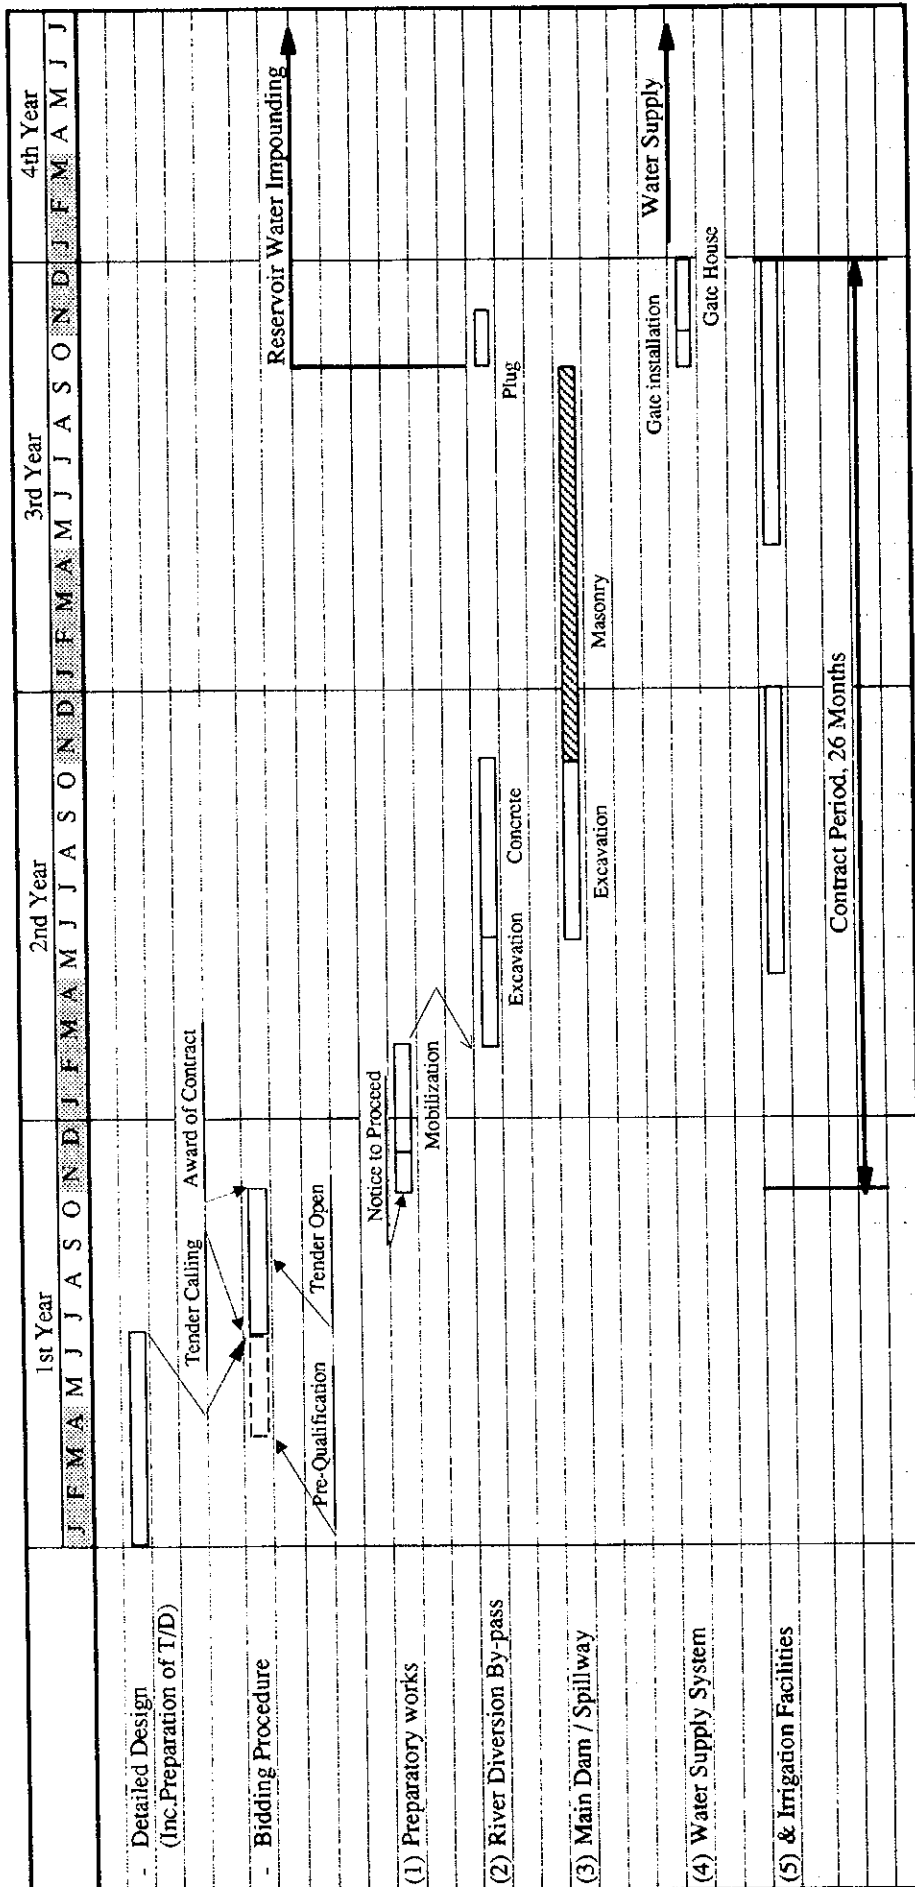 1st Year 2nd Year 3rd Year 4th Year
J F M A M J J A S O N D J F M A M J J A S O N D J F M A M J J A S O N D J F M A M J J
- Detailed Design
(Inc.Preparation of T/D)
Tender Calling
Award of Contract
- Bidding Procedure
Reservoir Water Impounding
Pre-Qualification
Tender Open
Notice to Proceed
(1) Preparatory works
Mobilization
(2) River Diversion By-pass
Excavation Concrete
Plug
(3) Main Dam / Spillway
Excavation
Masonry
Gate installation
Water Supply
(4) Water Supply System
Gate House
(5) & Irrigation Facilities
Contract Period, 26 Months